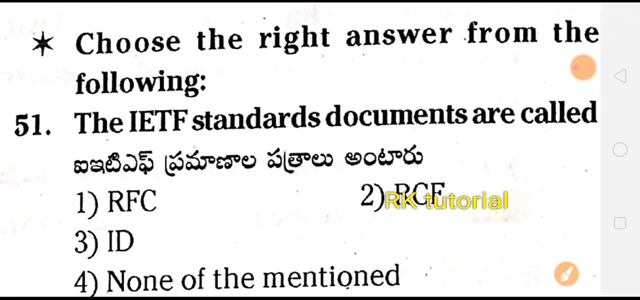 * Choose the right answer from the
following:
51. The IETF standards documents are called
ఐఇటిఎఫ్ ప్రమాణాల పత్రాలు అంటారు
1) RFC 2) RCF
RK tutorial
3) ID
4) None of the mentioned